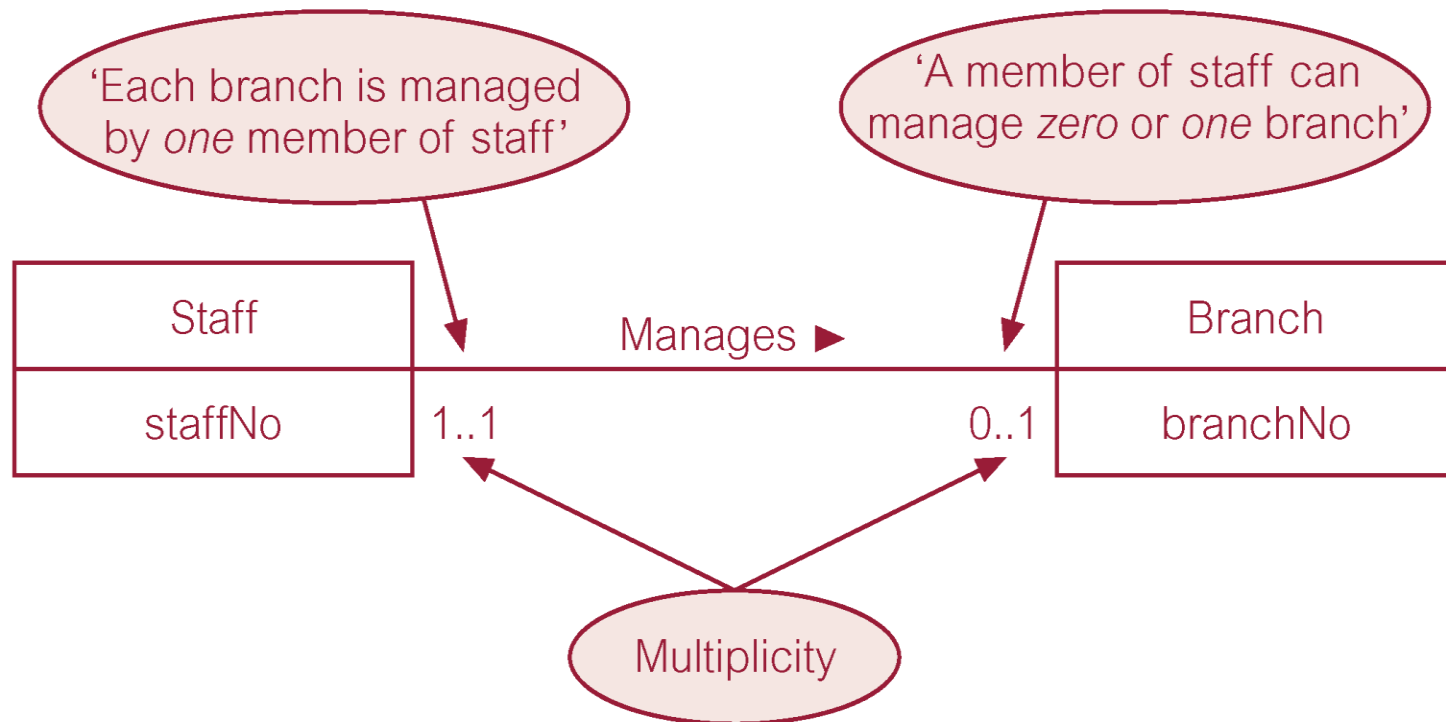 ‘Each branch is managed
by one member of staff’
‘A member of staff can
manage zero or one branch’
Staff
Manages ►
Branch
staffNo
1..1
0..1
branchNo
Multiplicity